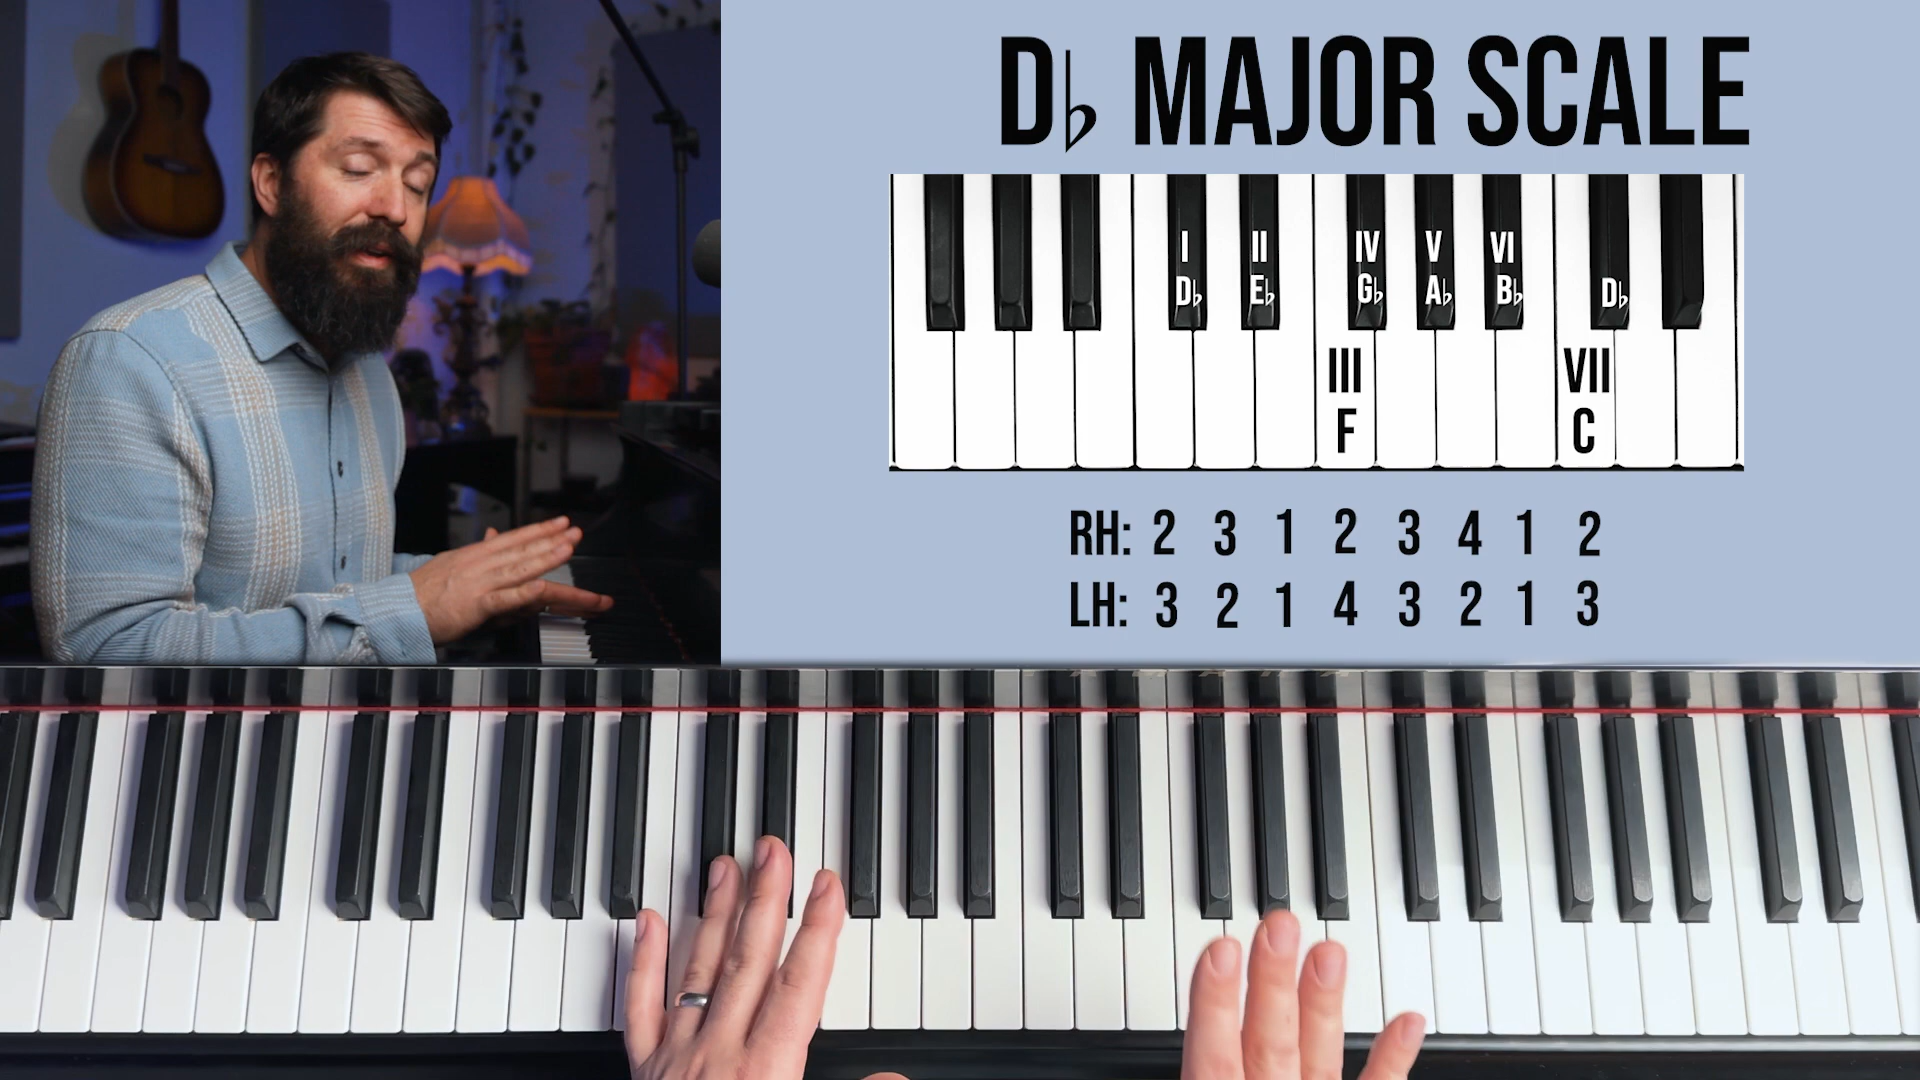 D♭ MAJOR SCALE
I II IV V VI
D♭ E♭ G♭ A♭ B♭ D♭
III VII
F C
RH: 2 3 1 2 3 4 1 2
LH: 3 2 1 4 3 2 1 3